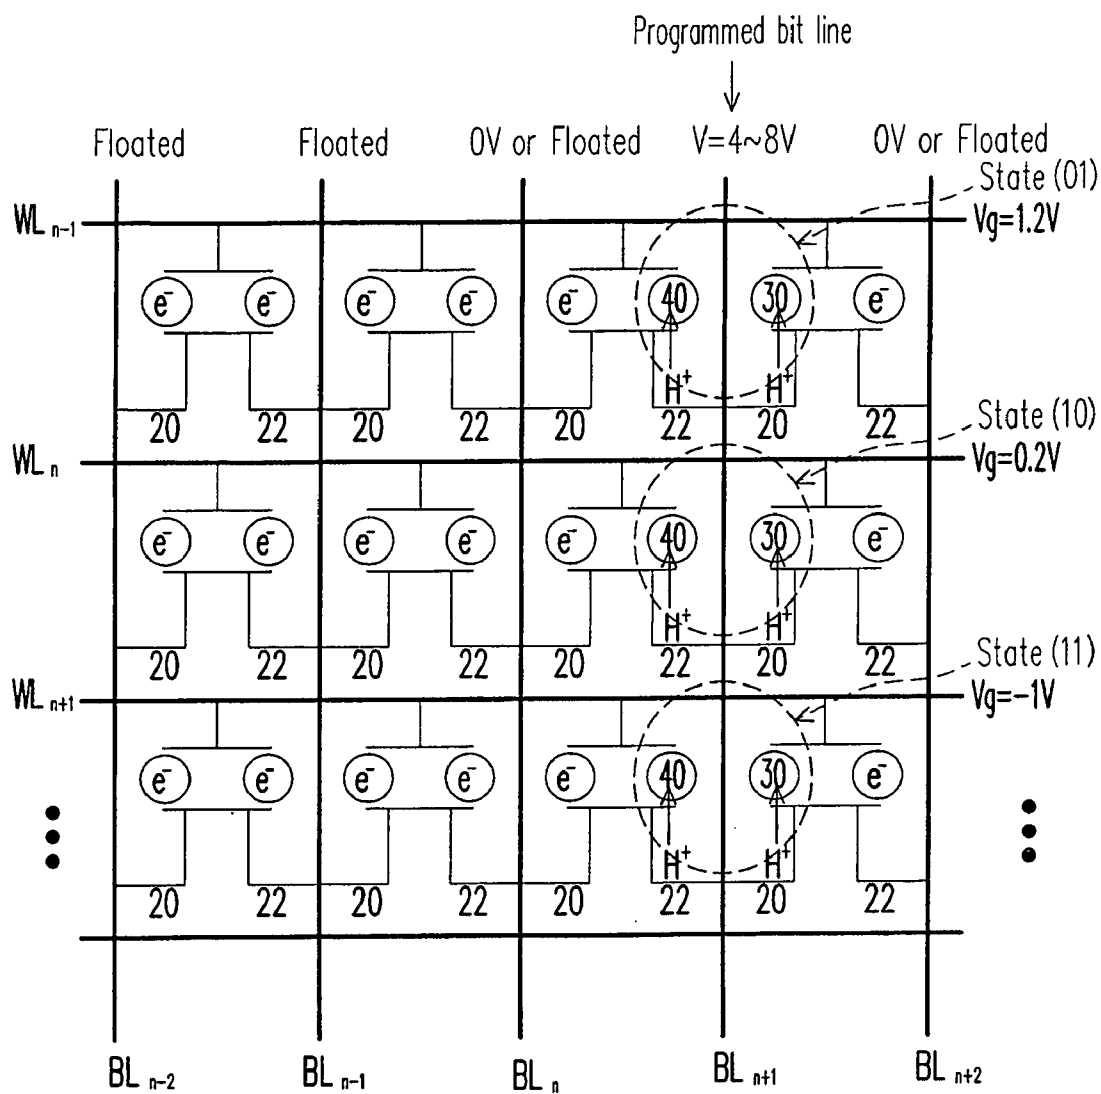 Programmed bit line
Floated Floated 0V or Floated V=4~8V 0V or Floated
State (01)
WL n-1 Vg=1.2V
e⁻ e⁻ e⁻ e⁻ e⁻ 40 30 e⁻
H⁺ H⁺
20 22 20 22 20 22 20 22
State (10)
WL n Vg=0.2V
e⁻ e⁻ e⁻ e⁻ e⁻ 40 30 e⁻
H⁺ H⁺
20 22 20 22 20 22 20 22
State (11)
WL n+1 Vg=-1V
e⁻ e⁻ e⁻ e⁻ e⁻ 40 30 e⁻
H⁺ H⁺
20 22 20 22 20 22 20 22
BL n-2 BL n-1 BL n BL n+1 BL n+2